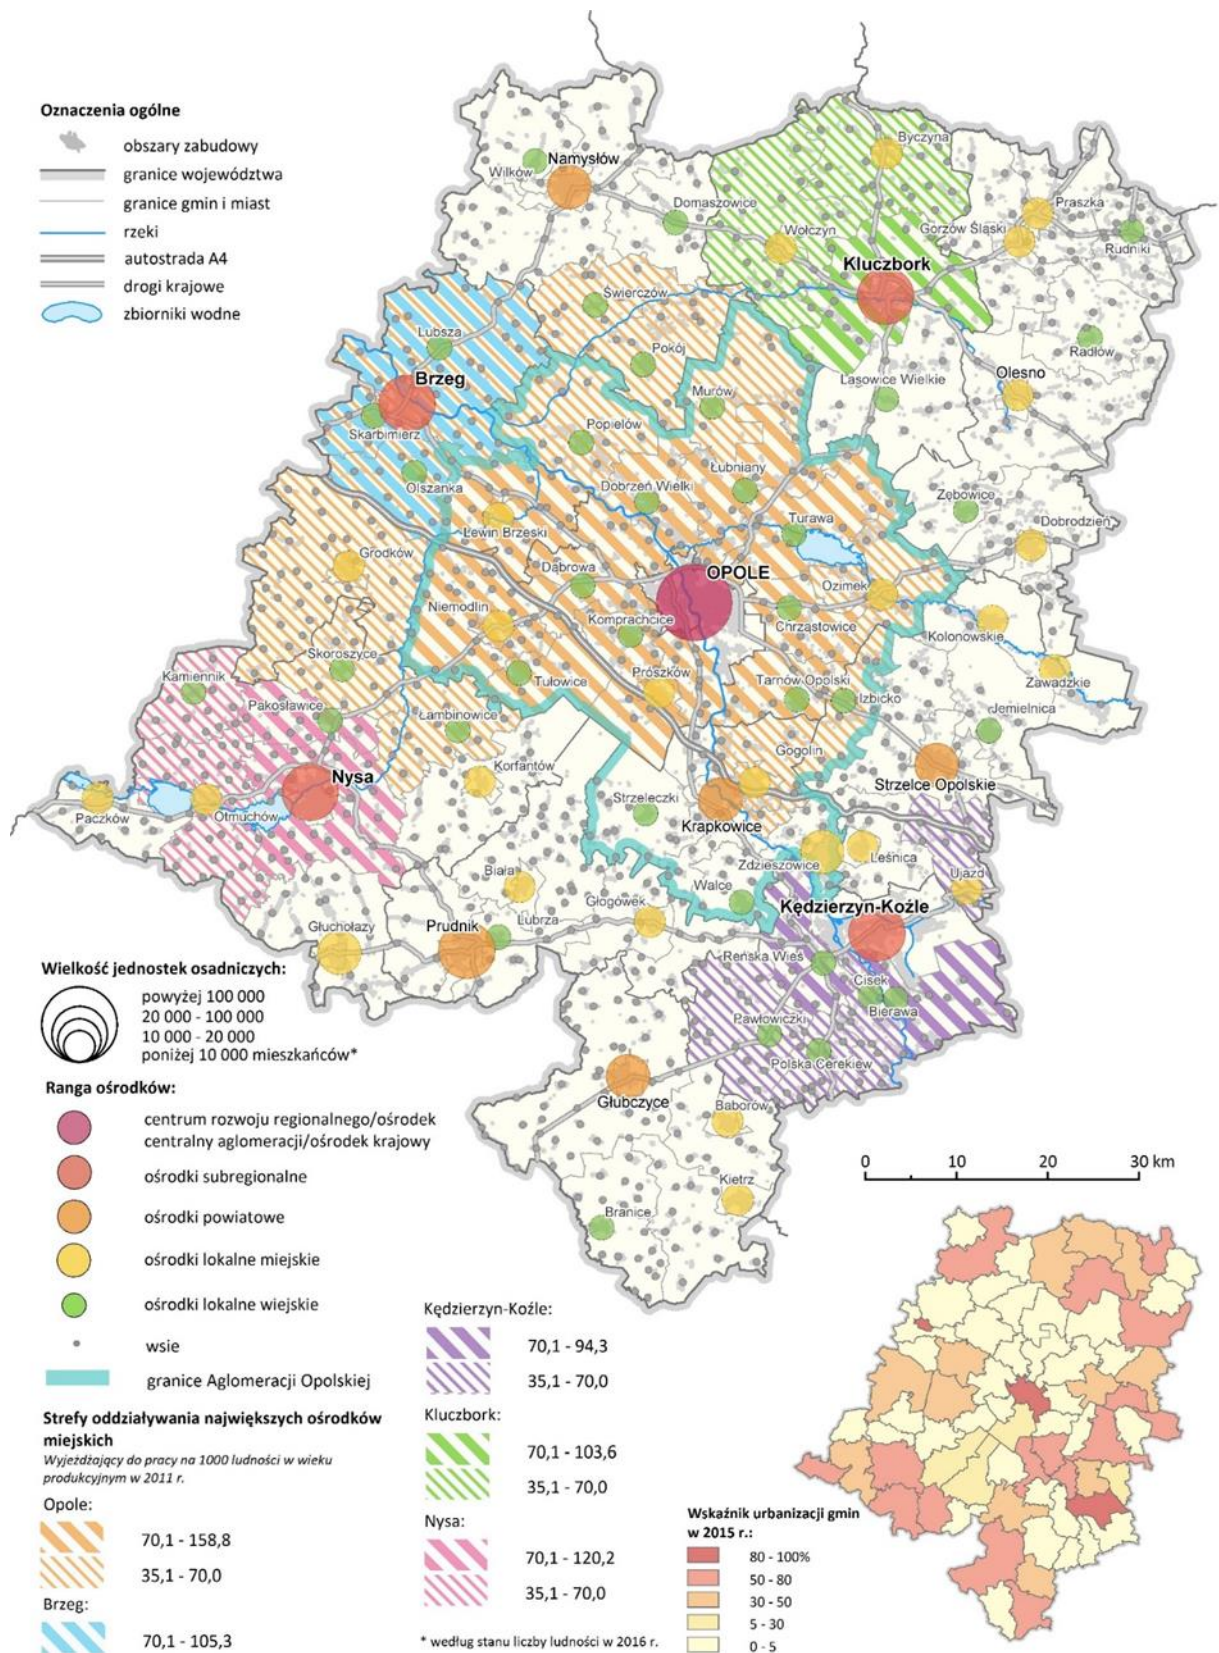 Oznaczenia ogólne
obszary zabudowy
granice województwa
granice gmin i miast
rzeki
autostrada A4
drogi krajowe
zbiorniki wodne
Byczyna
Namysłów
Wilków
Domaszowice
Praszka
Wołczyn
Gorzów Śląski
Rudniki
Kluczbork
Świerczów
Lubsza
Radłów
Pokój
Brzeg
Lasowice Wielkie
Olesno
Murów
Skarbimierz
Popielów
Łubniany
Olszanka
Dobrzeń Wielki
Zębowice
Turawa
Dobrodzień
Lewin Brzeski
Grodków
Dąbrowa
OPOLE
Ozimek
Niemodlin
Komprachcice
Chrząstowice
Kolonowskie
Skoroszyce
Kamiennik
Prószków
Tułowice
Tarnów Opolski
Izbicko
Zawadzkie
Pakosławice
Łambinowice
Jemielnica
Gogolin
Nysa
Korfantów
Strzelce Opolskie
Paczków
Otmuchów
Strzeleczki
Krapkowice
Zdzieszowice
Leśnica
Biała
Walce
Ujazd
Kędzierzyn-Koźle
Głuchołazy
Prudnik
Lubrza
Głogówek
Reńska Wieś
Cisek
Bierawa
Pawłowiczki
Polska Cerekiew
Głubczyce
Baborów
Kietrz
Branice
Wielkość jednostek osadniczych:
powyżej 100 000
20 000 - 100 000
10 000 - 20 000
poniżej 10 000 mieszkańców*
Ranga ośrodków:
centrum rozwoju regionalnego/ośrodek
centralny aglomeracji/ośrodek krajowy
ośrodki subregionalne
ośrodki powiatowe
ośrodki lokalne miejskie
ośrodki lokalne wiejskie
wsie
granice Aglomeracji Opolskiej
Strefy oddziaływania największych ośrodków
miejskich
Wyjeżdżający do pracy na 1000 ludności w wieku
produkcyjnym w 2011 r.
Opole:
70,1 - 158,8
35,1 - 70,0
Brzeg:
70,1 - 105,3
Kędzierzyn-Koźle:
70,1 - 94,3
35,1 - 70,0
Kluczbork:
70,1 - 103,6
35,1 - 70,0
Nysa:
70,1 - 120,2
35,1 - 70,0
* według stanu liczby ludności w 2016 r.
0 10 20 30 km
Wskaźnik urbanizacji gmin
w 2015 r.:
80 - 100%
50 - 80
30 - 50
5 - 30
0 - 5